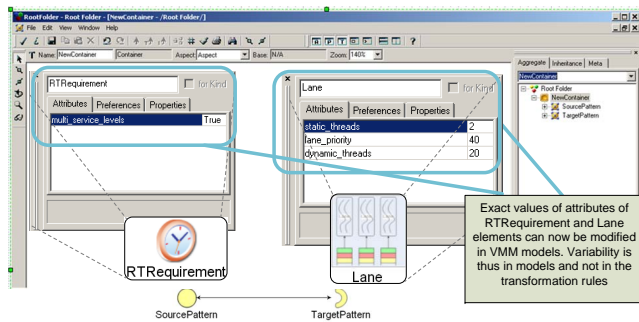 RootFolder - Root Folder - [NewContainer - /Root Folder/]
File Edit View Window Help
T Name: NewContainer Container Aspect: Aspect Base: N/A Zoom: 140%
Aggregate Inheritance Meta
NewContainer
Root Folder
NewContainer
SourcePattern
TargetPattern
RTRequirement for Kind
Attributes Preferences Properties
multi_service_levels True
Lane for Kind
Attributes Preferences Properties
static_threads 2
lane_priority 40
dynamic_threads 20
RTRequirement
Lane
SourcePattern
TargetPattern
Exact values of attributes of
RTRequirement and Lane
elements can now be modified
in VMM models. Variability is
thus in models and not in the
transformation rules